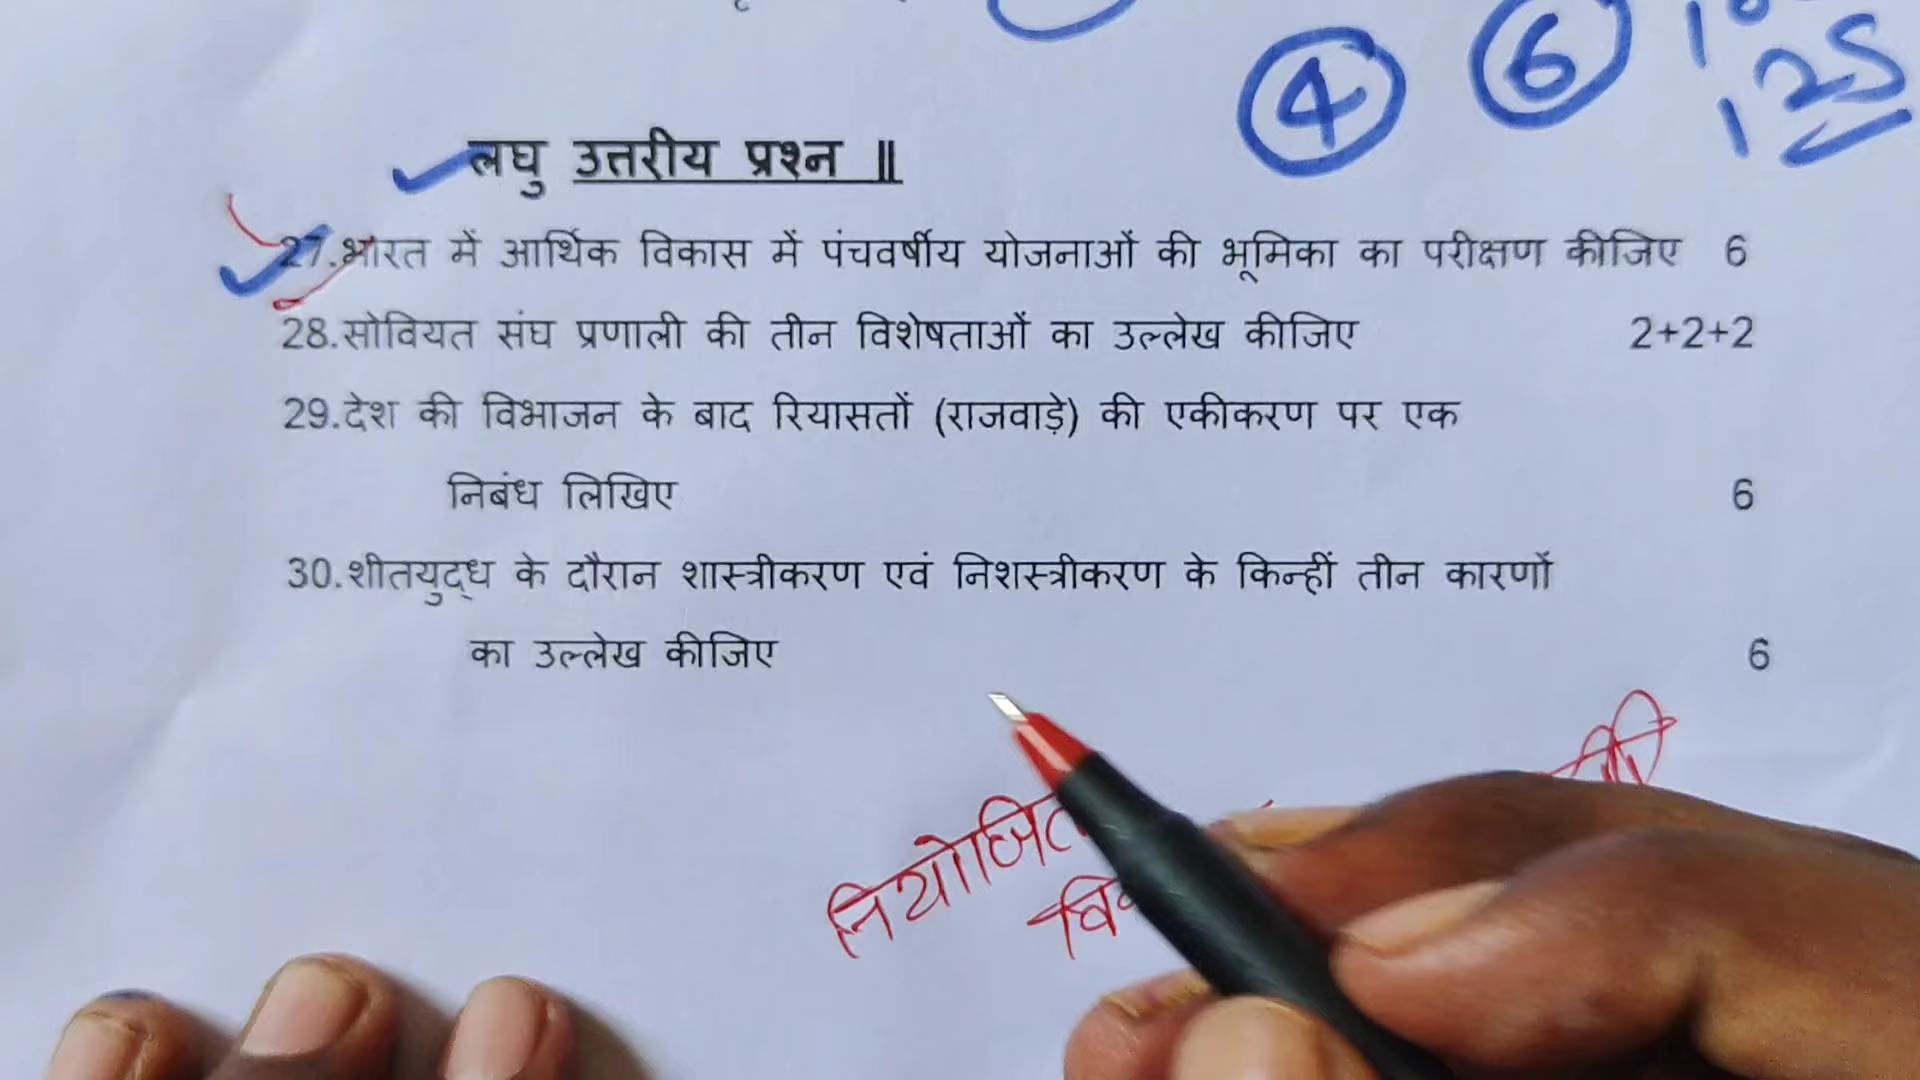 4 6
125
लघु उत्तरीय प्रश्न ॥
27.भारत में आर्थिक विकास में पंचवर्षीय योजनाओं की भूमिका का परीक्षण कीजिए 6
28.सोवियत संघ प्रणाली की तीन विशेषताओं का उल्लेख कीजिए 2+2+2
29.देश की विभाजन के बाद रियासतों (राजवाड़े) की एकीकरण पर एक
निबंध लिखिए 6
30.शीतयुद्ध के दौरान शास्त्रीकरण एवं निशस्त्रीकरण के किन्हीं तीन कारणों
का उल्लेख कीजिए 6
नियोजित